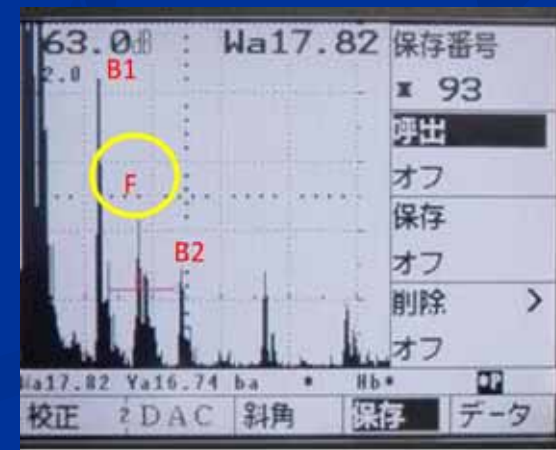 63.0dB : Wa17.82
2.0
B1
F
B2
保存番号
※ 93
呼出
オフ
保存
オフ
削除 >
オフ
Wa17.82 Ya16.74 ba * Hb*
校正 2DAC 斜角 保存 データ